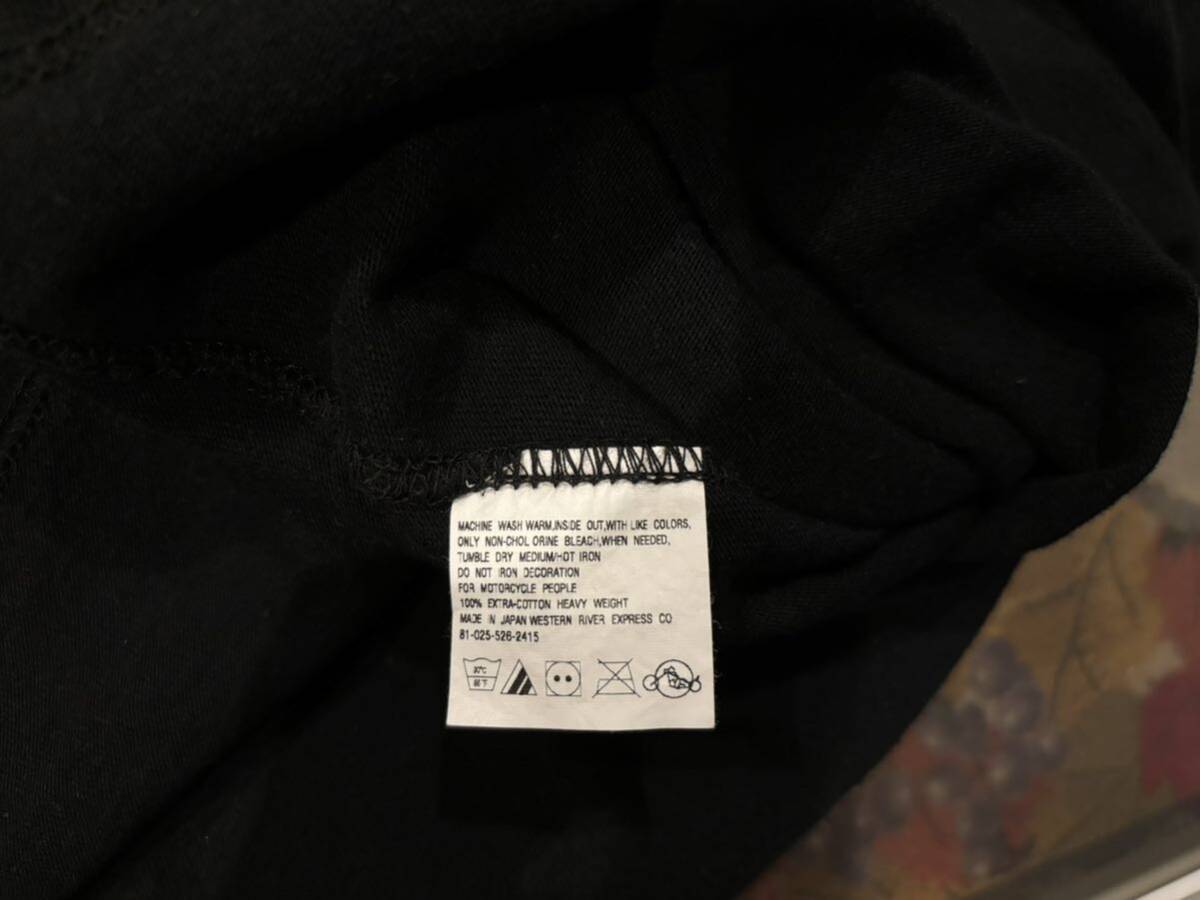 MACHINE WASH WARM,INSIDE OUT,WITH LIKE COLORS,
ONLY NON-CHOL ORINE BLEACH,WHEN NEEDED,
TUMBLE DRY MEDIUM/HOT IRON
DO NOT IRON DECORATION
FOR MOTORCYCLE PEOPLE
100% EXTRA-COTTON HEAVY WEIGHT
MADE IN JAPAN WESTERN RIVER EXPRESS CO
81-025-526-2415
30°C
86°F